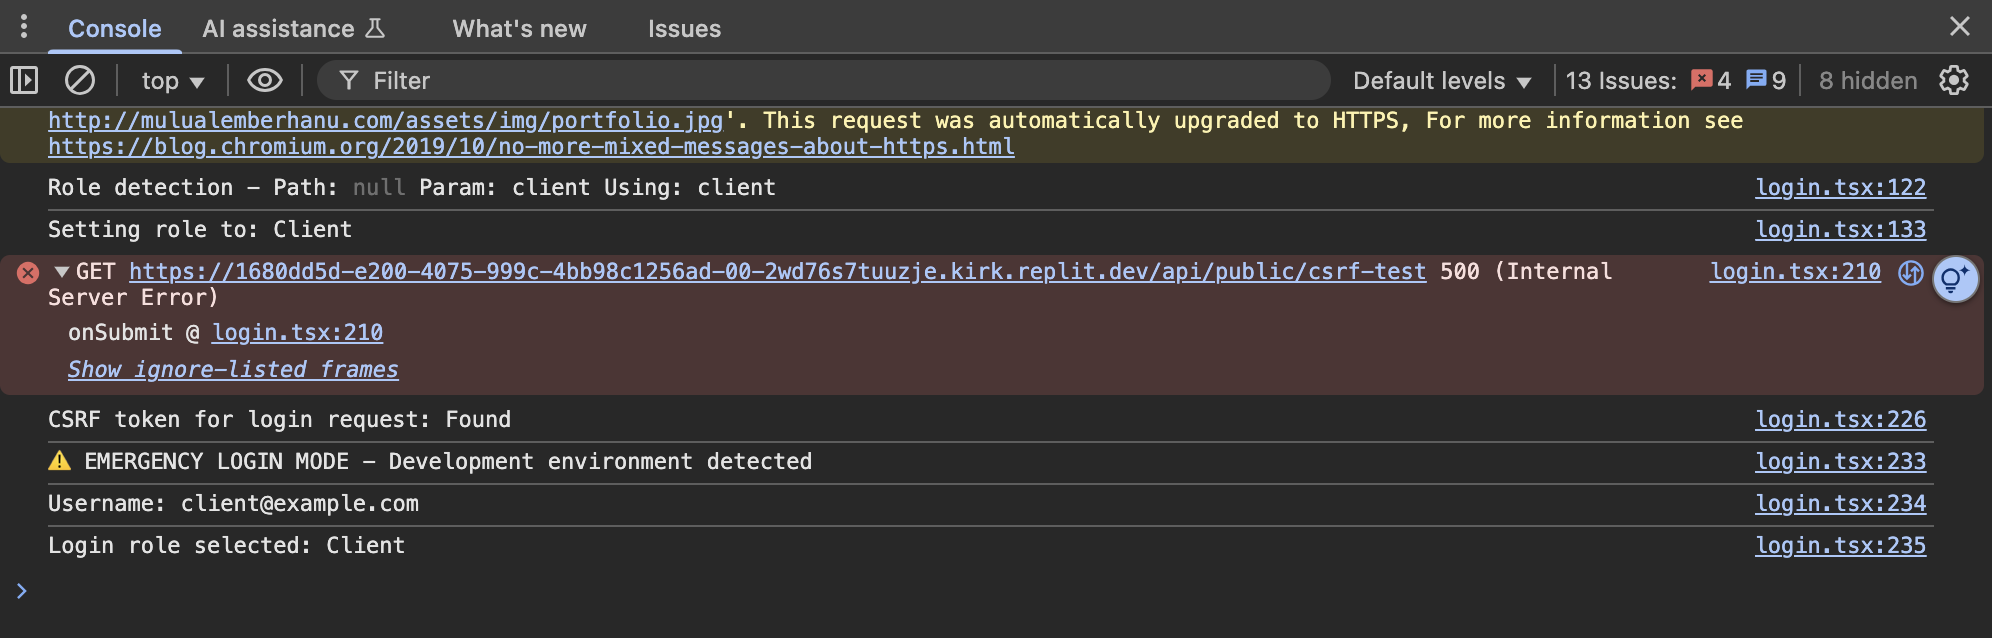 Console AI assistance What's new Issues
top Filter Default levels 13 Issues: 4 9 8 hidden
http://mulualemberhanu.com/assets/img/portfolio.jpg'. This request was automatically upgraded to HTTPS, For more information see
https://blog.chromium.org/2019/10/no-more-mixed-messages-about-https.html
Role detection – Path: null Param: client Using: client login.tsx:122
Setting role to: Client login.tsx:133
GET https://1680dd5d-e200-4075-999c-4bb98c1256ad-00-2wd76s7tuuzje.kirk.replit.dev/api/public/csrf-test 500 (Internal login.tsx:210
Server Error)
onSubmit @ login.tsx:210
Show ignore-listed frames
CSRF token for login request: Found login.tsx:226
⚠️ EMERGENCY LOGIN MODE – Development environment detected login.tsx:233
Username: client@example.com login.tsx:234
Login role selected: Client login.tsx:235